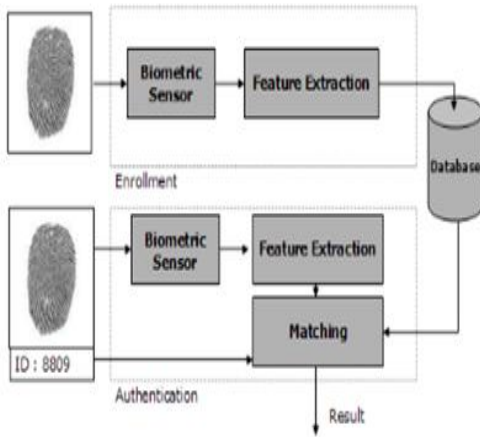 Biometric
Sensor
Feature Extraction
Database
Enrollment
Biometric
Sensor
Feature Extraction
Matching
ID : 8809
Authentication
Result